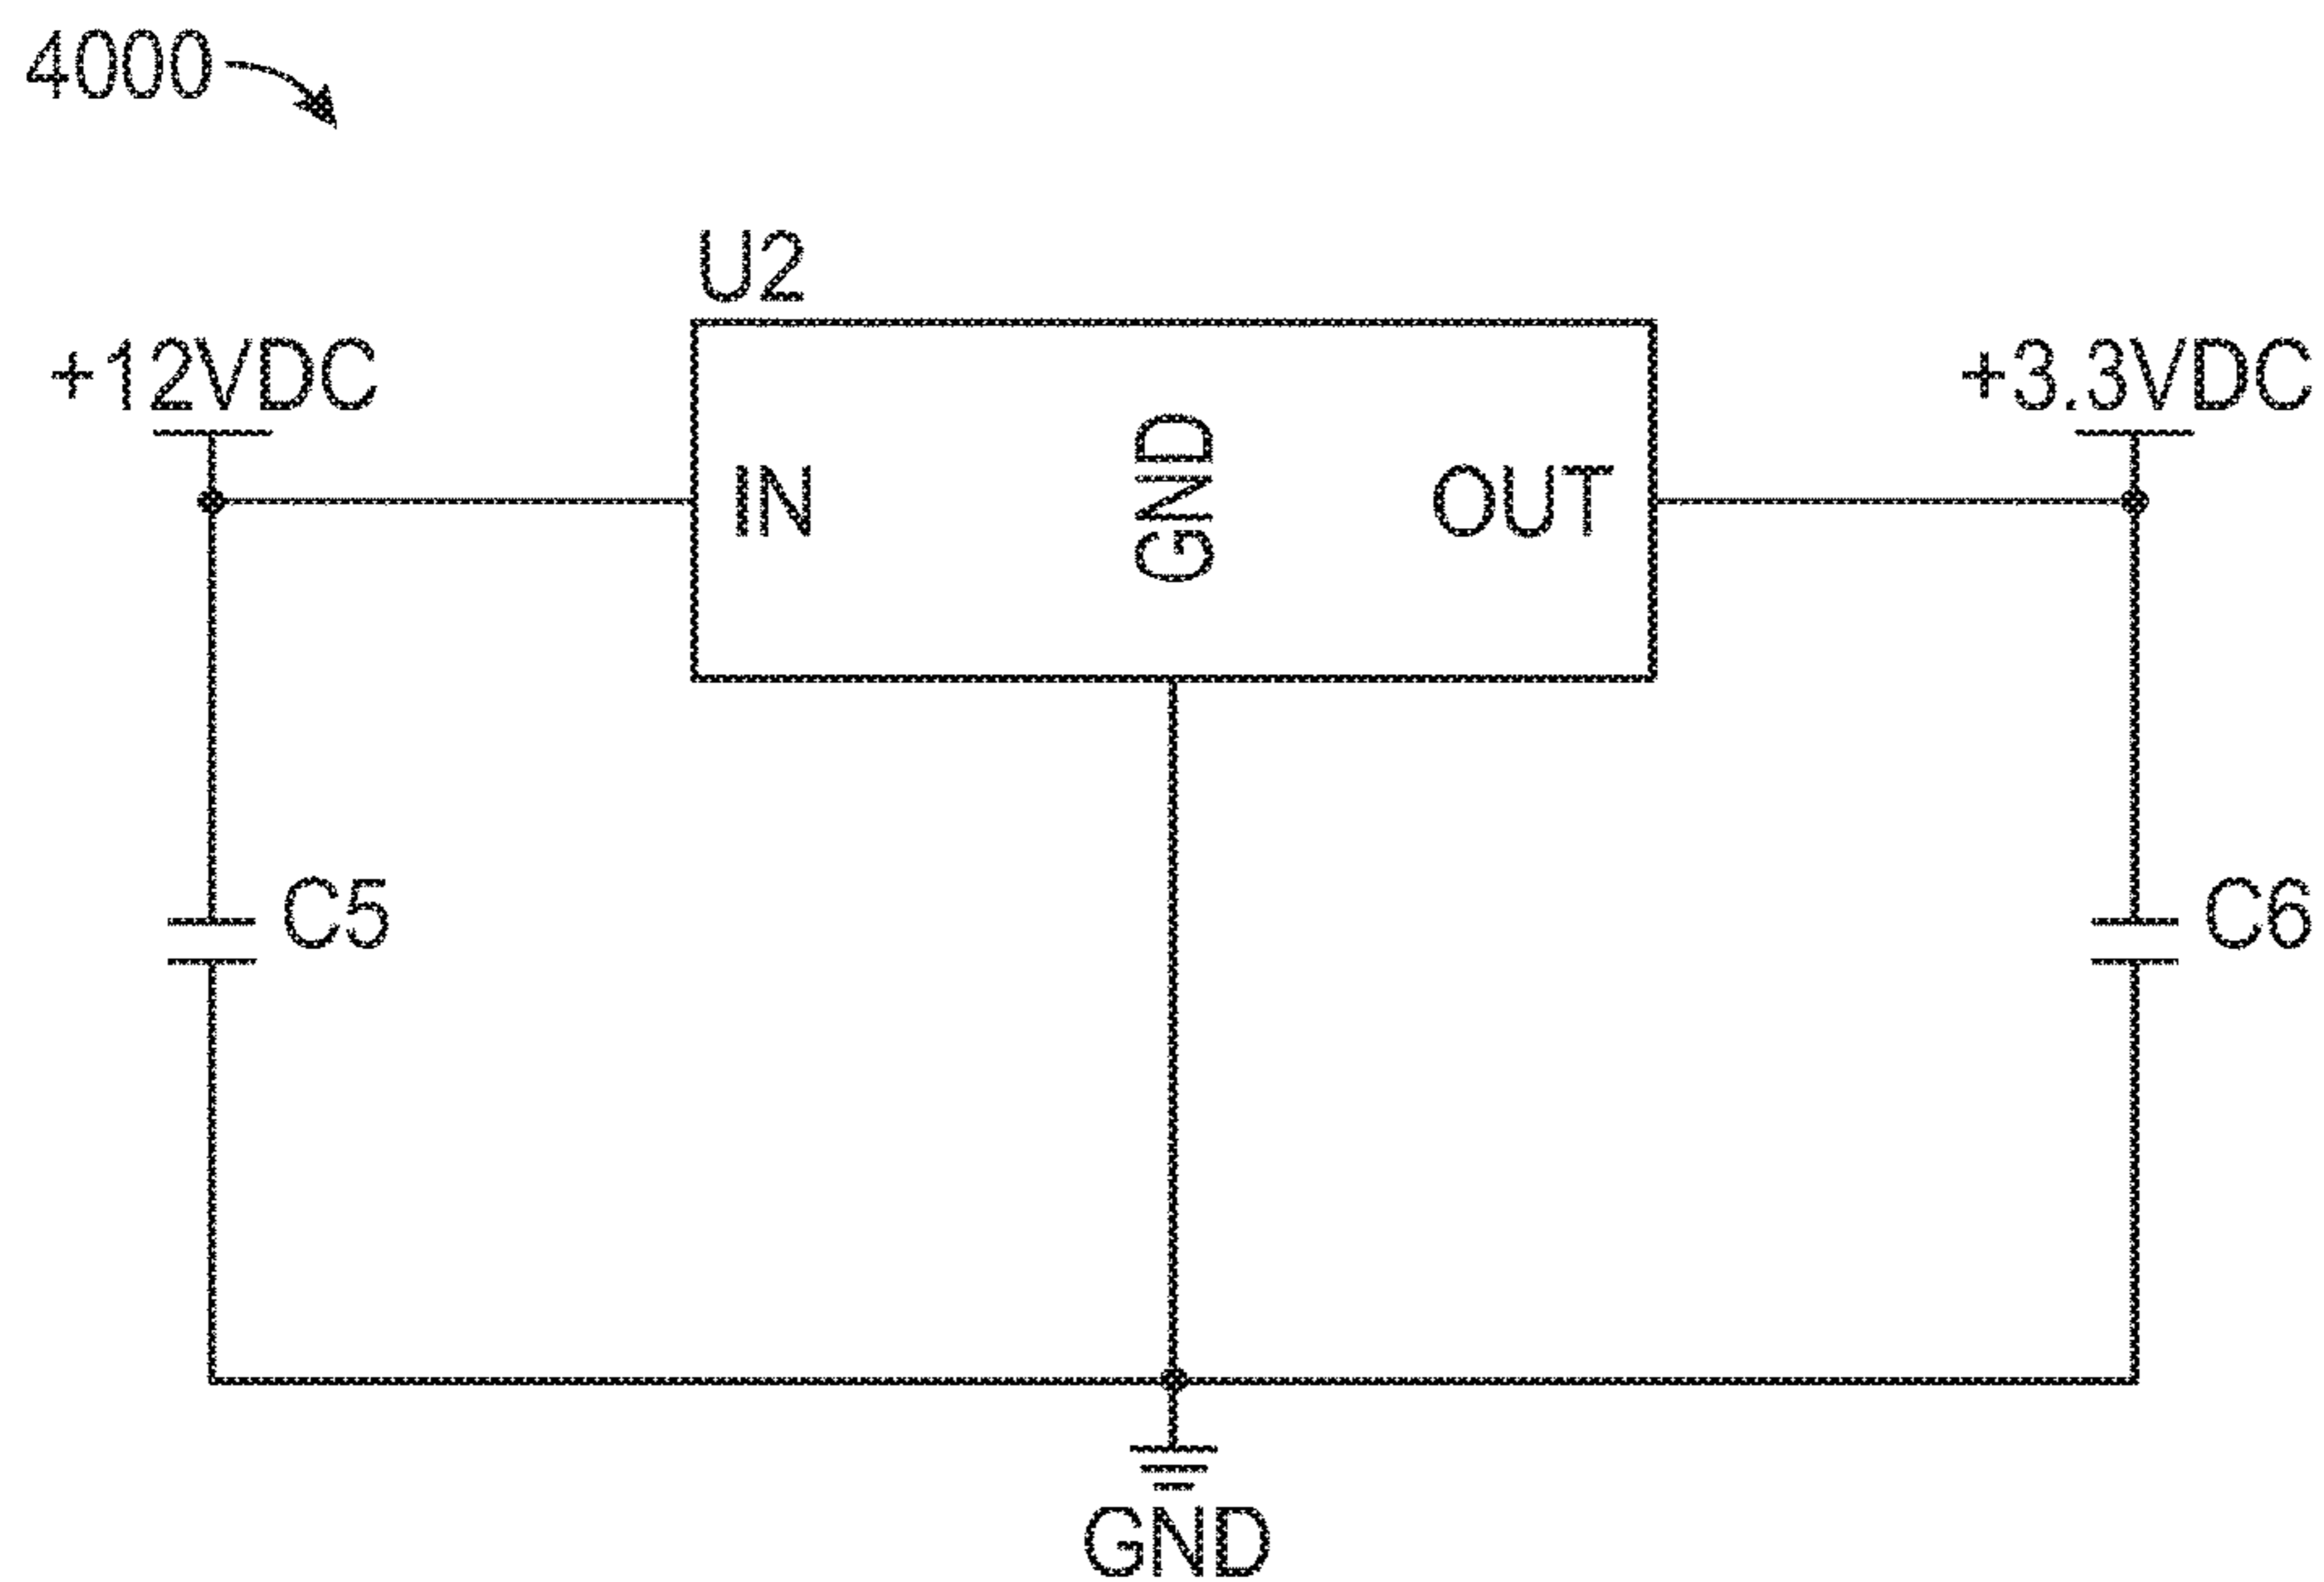 4000
U2
+12VDC
+3.3VDC
IN
GND
OUT
C5
C6
GND